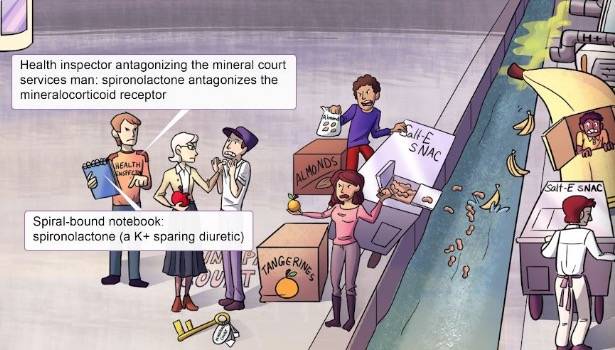 Health inspector antagonizing the mineral court
services man: spironolactone antagonizes the
mineralocorticoid receptor
H+
Almond
Salt-E
SNAC
HEALTH
ALMONDS
Salt-E SNAC
Spiral-bound notebook:
spironolactone (a K+ sparing diuretic)
TANGERINES